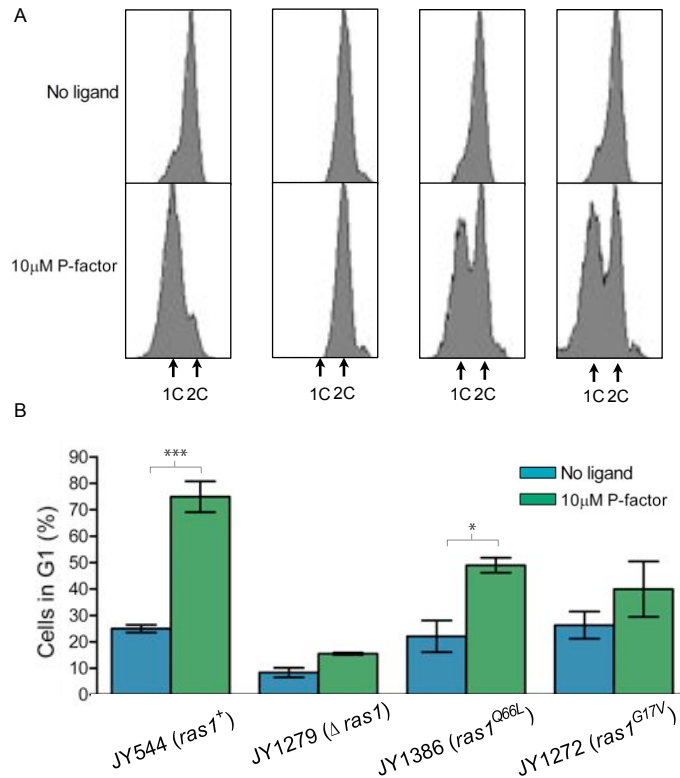 A
No ligand
10μM P-factor
1C 2C 1C 2C 1C 2C 1C 2C
B
Cells in G1 (%)
90
80
70
60
50
40
30
20
10
0
***
*
No ligand
10μM P-factor
JY544 (ras1+)
JY1279 (Δ ras1)
JY1386 (ras1Q66L)
JY1272 (ras1G17V)